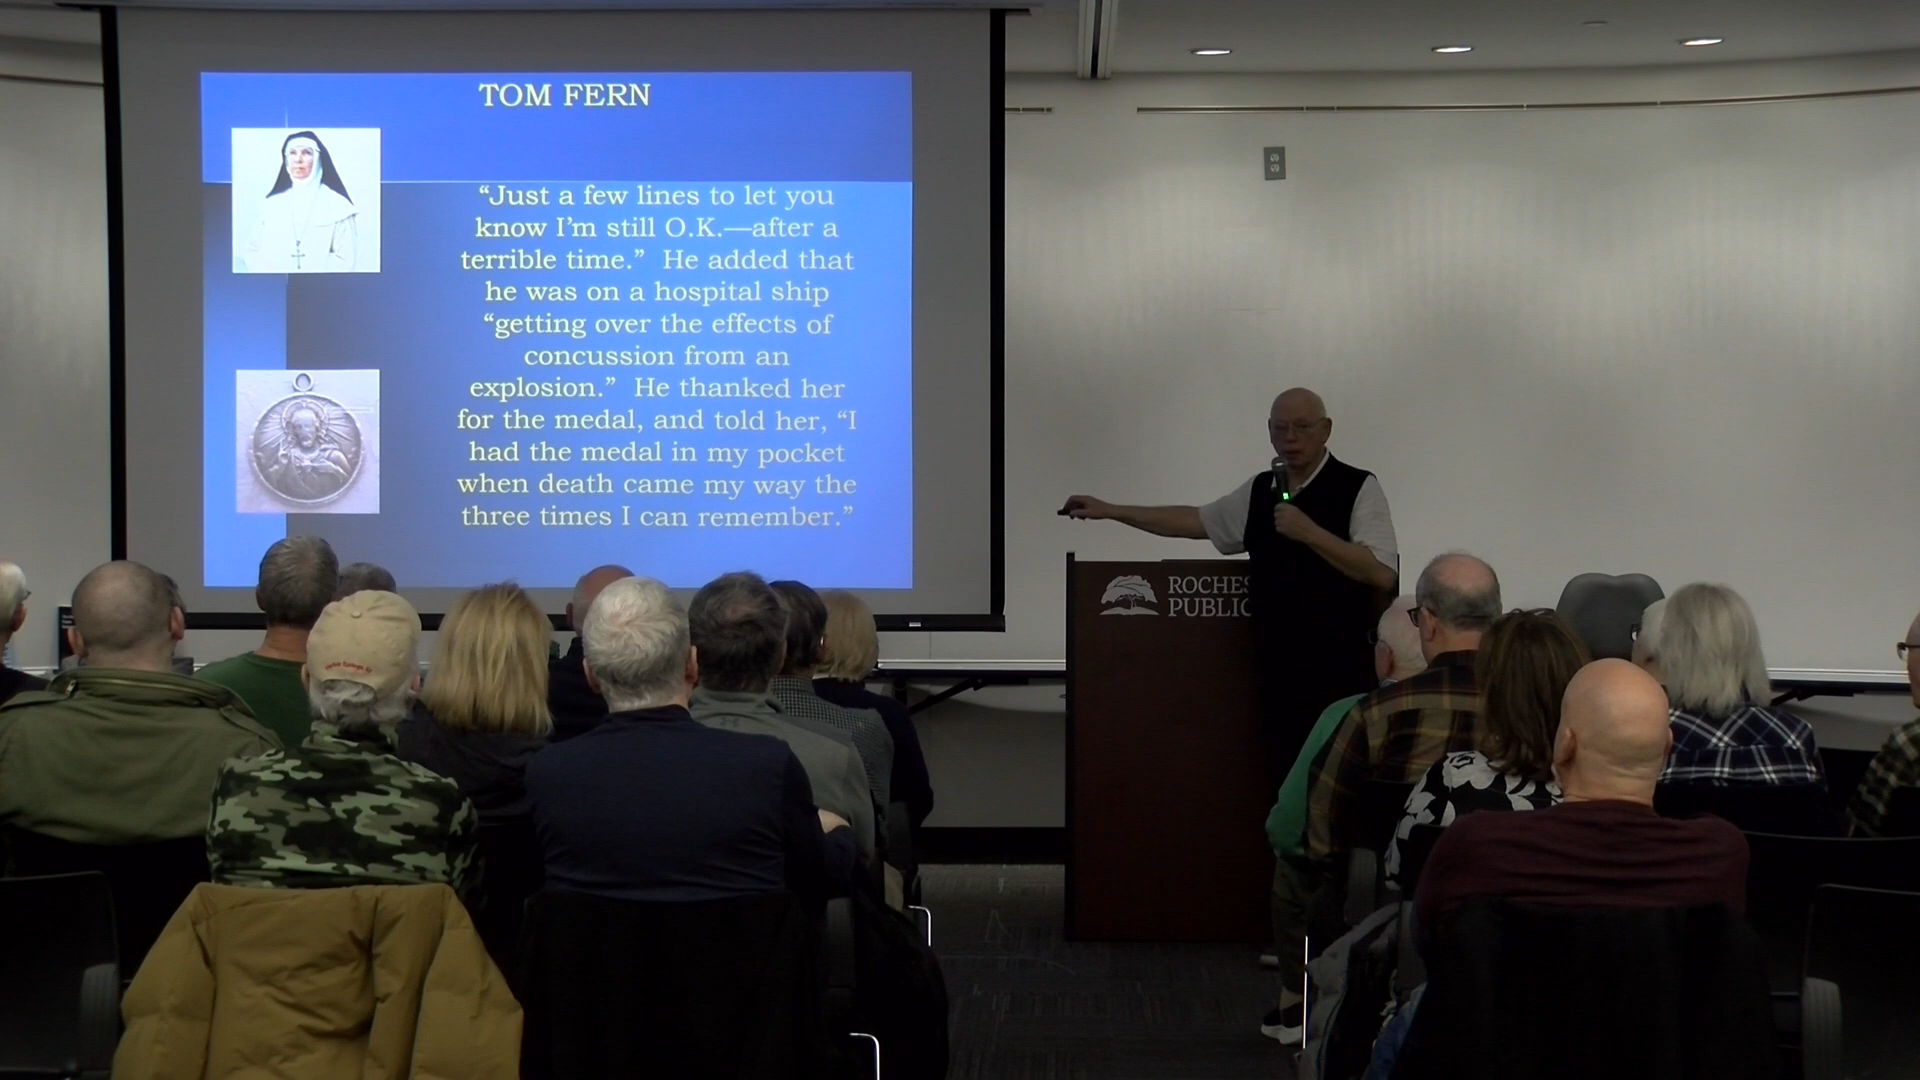 TOM FERN
“Just a few lines to let you
know I’m still O.K.—after a
terrible time.”  He added that
he was on a hospital ship
“getting over the effects of
concussion from an
explosion.”  He thanked her
for the medal, and told her, “I
had the medal in my pocket
when death came my way the
three times I can remember.”
ROCHES
PUBLIC